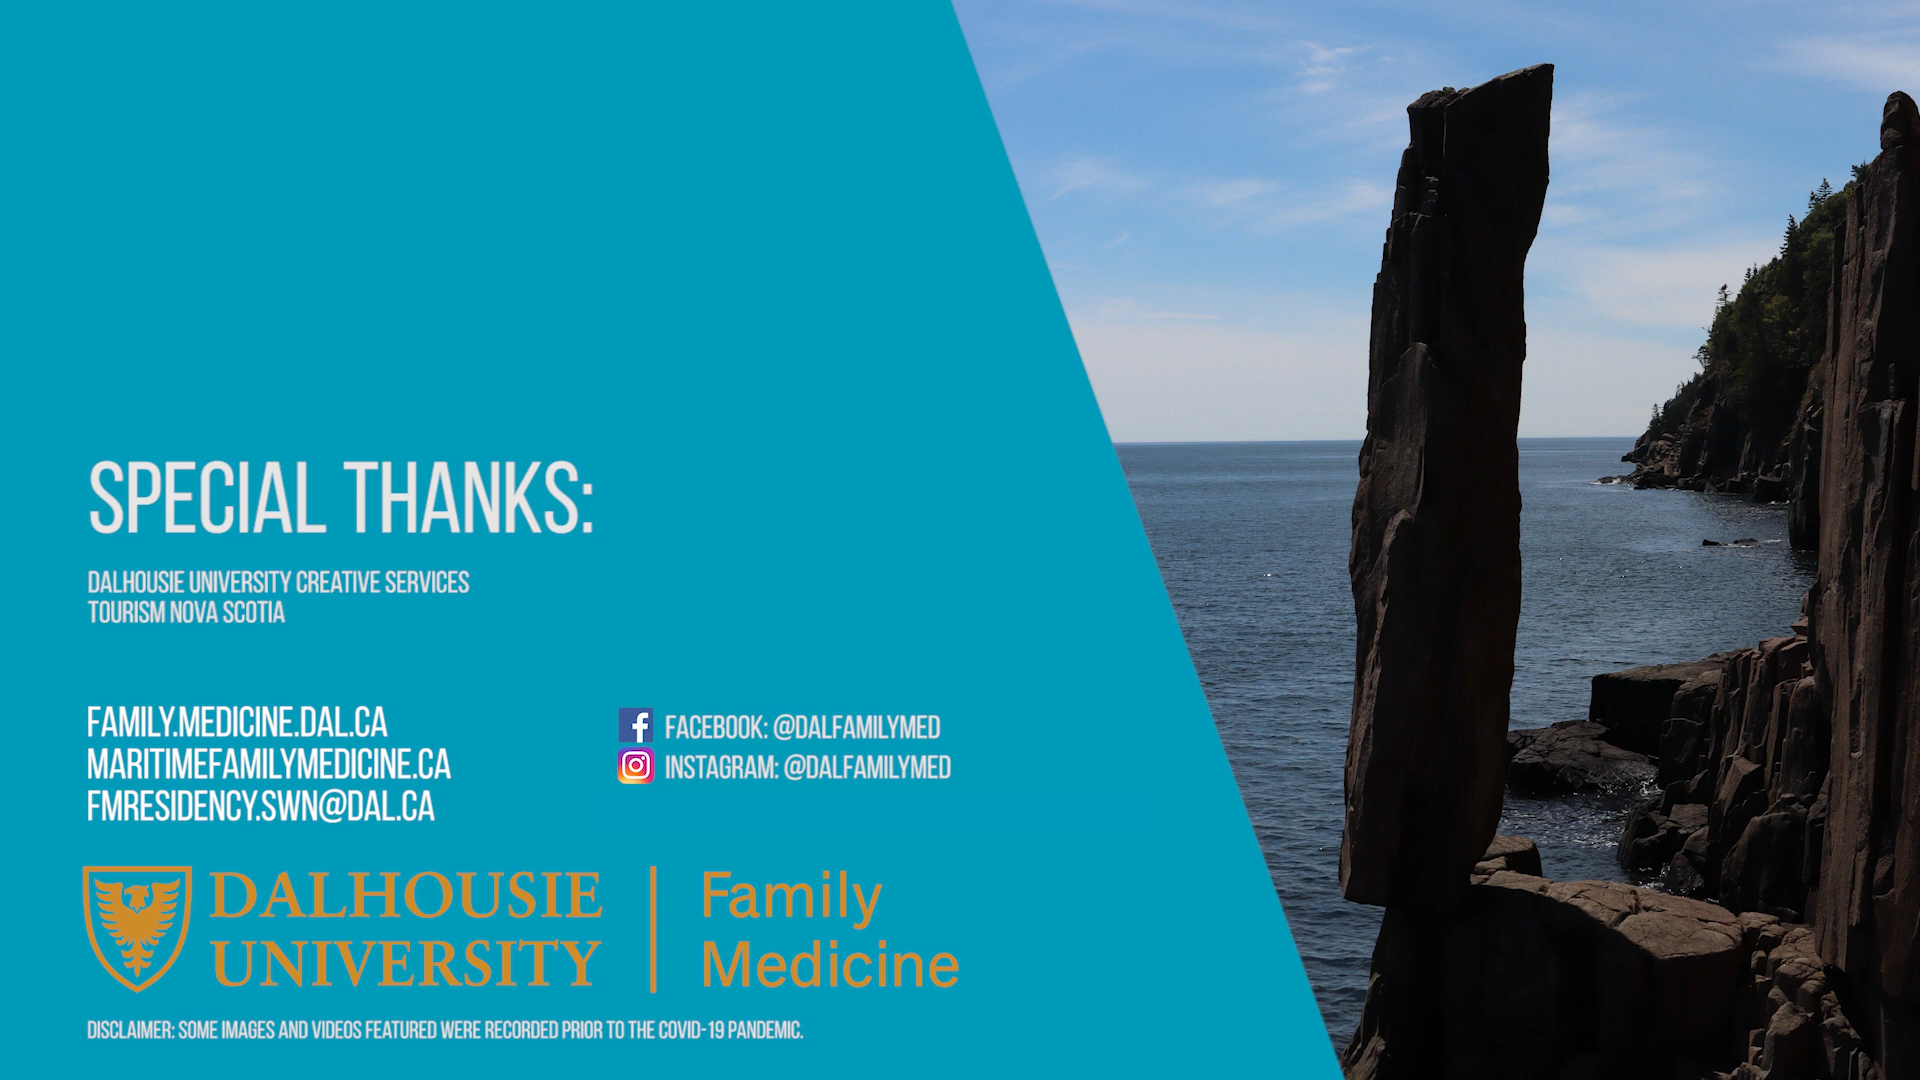 SPECIAL THANKS:
DALHOUSIE UNIVERSITY CREATIVE SERVICES
TOURISM NOVA SCOTIA
FAMILY.MEDICINE.DAL.CA
MARITIMEFAMILYMEDICINE.CA
FMRESIDENCY.SWN@DAL.CA
FACEBOOK: @DALFAMILYMED
INSTAGRAM: @DALFAMILYMED
DALHOUSIE
UNIVERSITY
Family
Medicine
DISCLAIMER: SOME IMAGES AND VIDEOS FEATURED WERE RECORDED PRIOR TO THE COVID-19 PANDEMIC.